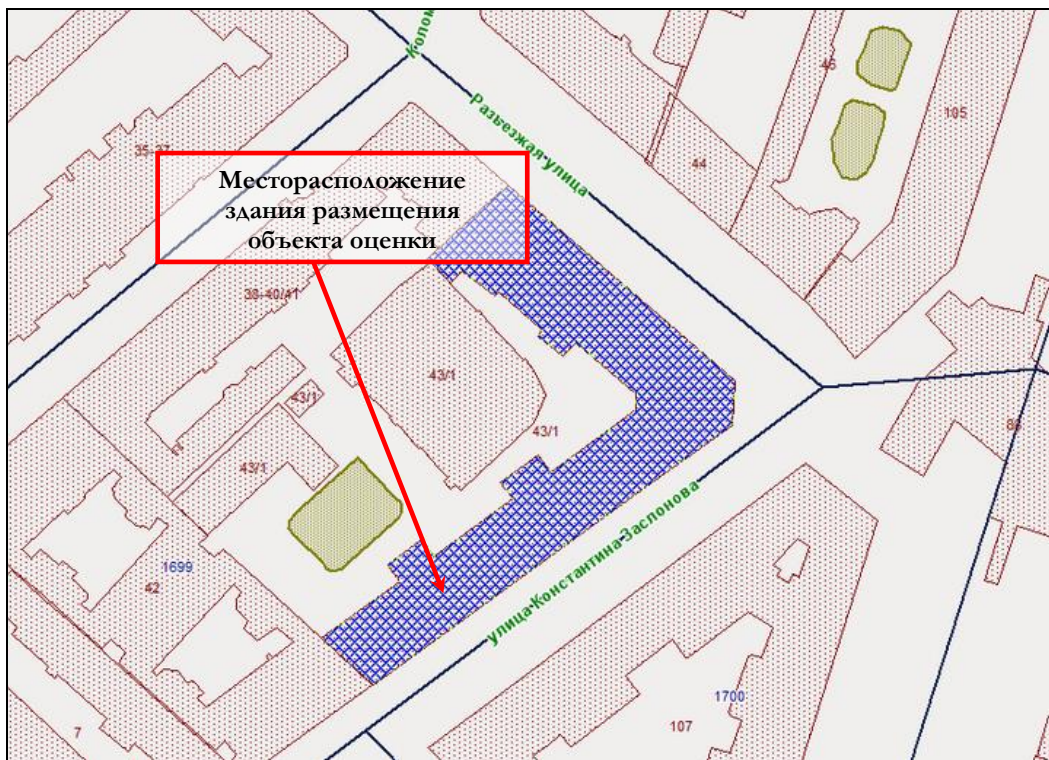 Колом
Разъезжая улица
46
105
44
35-37
Месторасположение
здания размещения
объекта оценки
38-40/41
43/1
43/1
43/1
43/1
86
улица Константина Заслонова
1699
42
1700
107
7